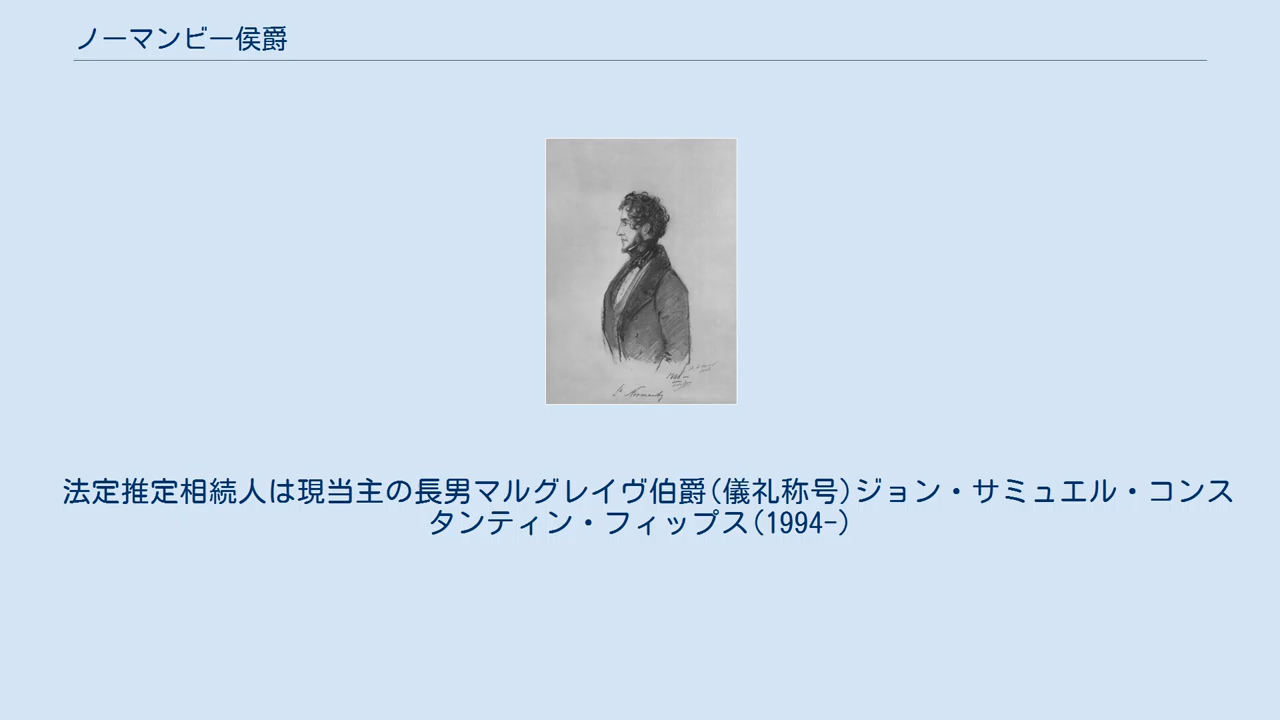 ノーマンビー侯爵
Normanby
法定推定相続人は現当主の長男マルグレイヴ伯爵(儀礼称号)ジョン・サミュエル・コンス
タンティン・フィップス(1994-)